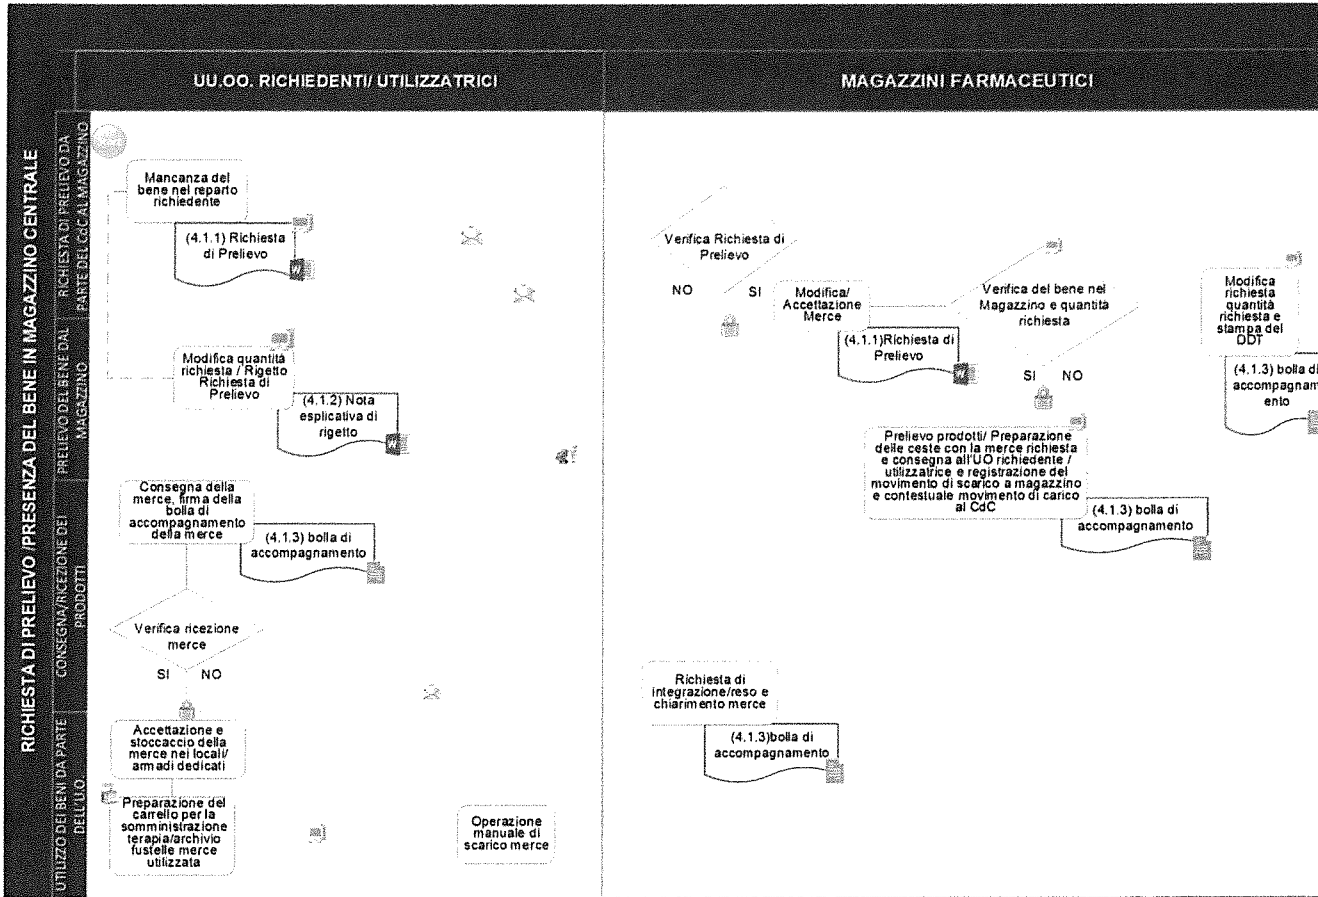 UU.OO. RICHIEDENTI/ UTILIZZATRICI
MAGAZZINI FARMACEUTICI
RICHIESTA DI PRELIEVO /PRESENZA DEL BENE IN MAGAZZINO CENTRALE
RICHIESTA DI PRELIEVO DA
PARTE DEL CdC AL MAGAZZINO
Mancanza del
bene nel reparto
richiedente
(4.1.1) Richiesta
di Prelievo
Verifica Richiesta di
Prelievo
NO
SI
Modifica/
Accettazione
Merce
(4.1.1)Richiesta di
Prelievo
Verifica del bene nel
Magazzino e quantità
richiesta
SI
NO
Modifica
richiesta
quantità
richiesta e
stampa del
DDT
(4.1.3) bolla di
accompagnam
ento
PRELIEVO DEL BENE DAL
MAGAZZINO
Modifica quantità
richiesta / Rigetto
Richiesta di
Prelievo
(4.1.2) Nota
esplicativa di
rigetto
Prelievo prodotti/ Preparazione
delle ceste con la merce richiesta
e consegna all'UO richiedente /
utilizzatrice e registrazione del
movimento di scarico a magazzino
e contestuale movimento di carico
al CdC
(4.1.3) bolla di
accompagnamento
CONSEGNA/RICEZIONE DEI
PRODOTTI
Consegna della
merce, firma della
bolla di
accompagnamento
della merce
(4.1.3) bolla di
accompagnamento
Verifica ricezione
merce
SI
NO
Richiesta di
integrazione/reso e
chiarimento merce
(4.1.3)bolla di
accompagnamento
UTILIZZO DEI BENI DA PARTE
DELL'U.O.
Accettazione e
stoccaccio della
merce nei locali/
armadi dedicati
Preparazione del
carrello per la
somministrazione
terapia/archivio
fustelle merce
utilizzata
Operazione
manuale di
scarico merce